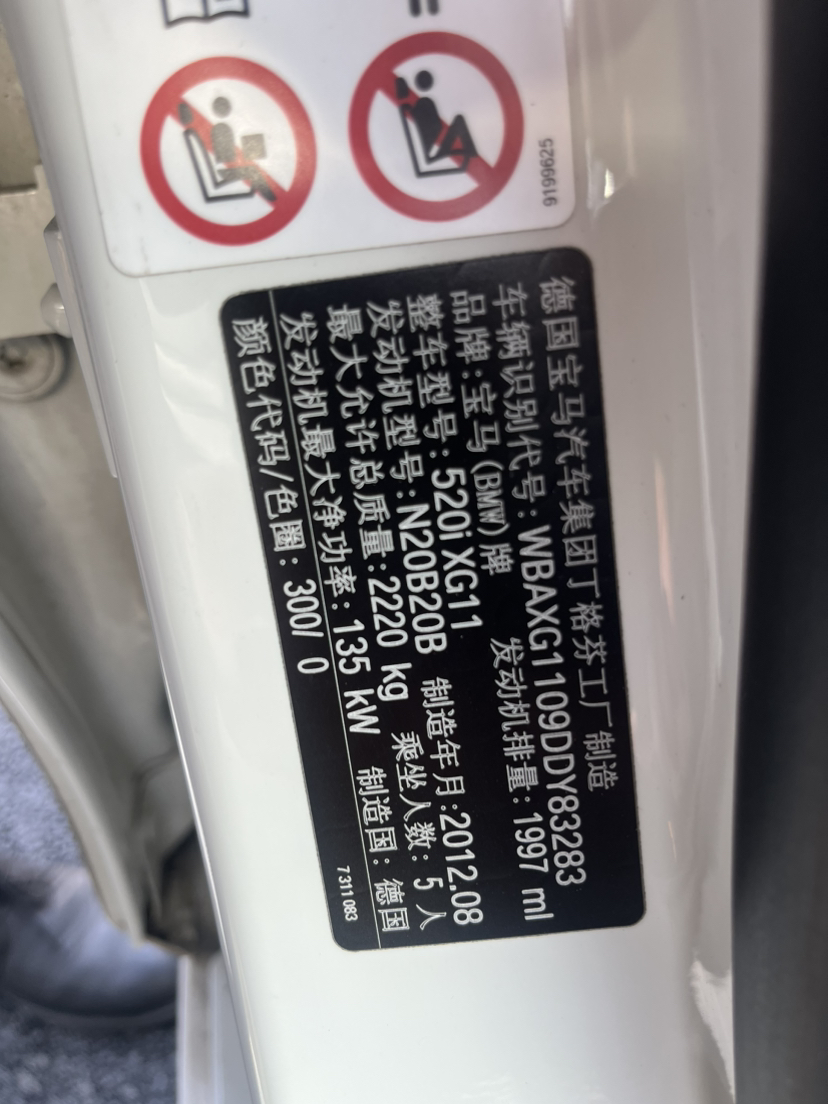 9199625
德国宝马汽车集团丁格芬工厂制造
车辆识别代号: WBAXG1109DDY83283
品牌:宝马(BMW)牌 发动机排量: 1997 ml
整车型号: 520i XG11
发动机型号: N20B20B 制造年月:2012.08
最大允许总质量: 2220 kg 乘坐人数: 5 人
发动机最大净功率: 135 kW 制造国: 德国
颜色代码/色圈: 300/ 0
7 311 083